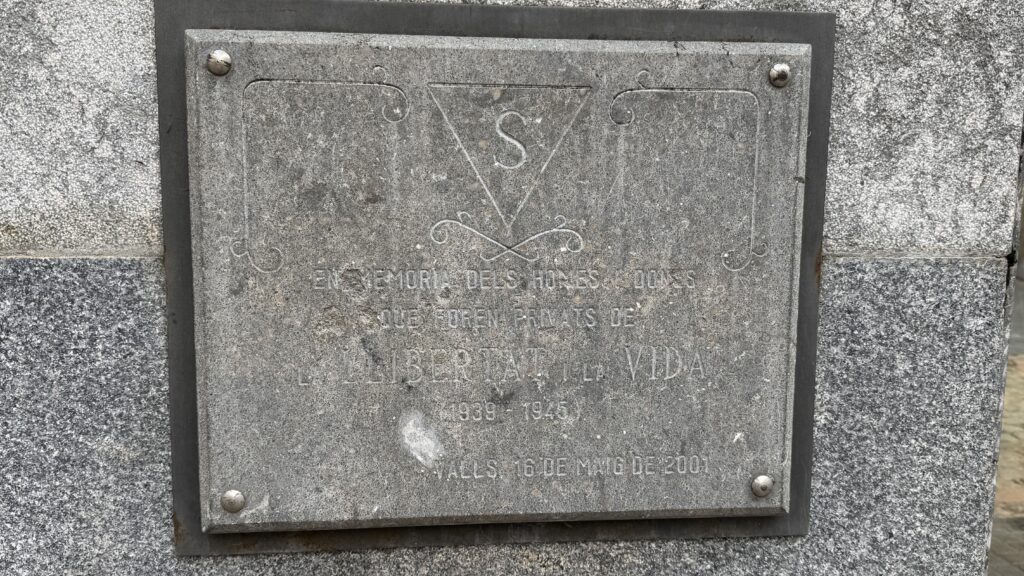 S
EN MEMORIA DELS HOMES I DONES
QUE FOREN PRIVATS DE
LA LLIBERTAT I LA VIDA
(1939 - 1945)
VALLS, 16 DE MAIG DE 2001